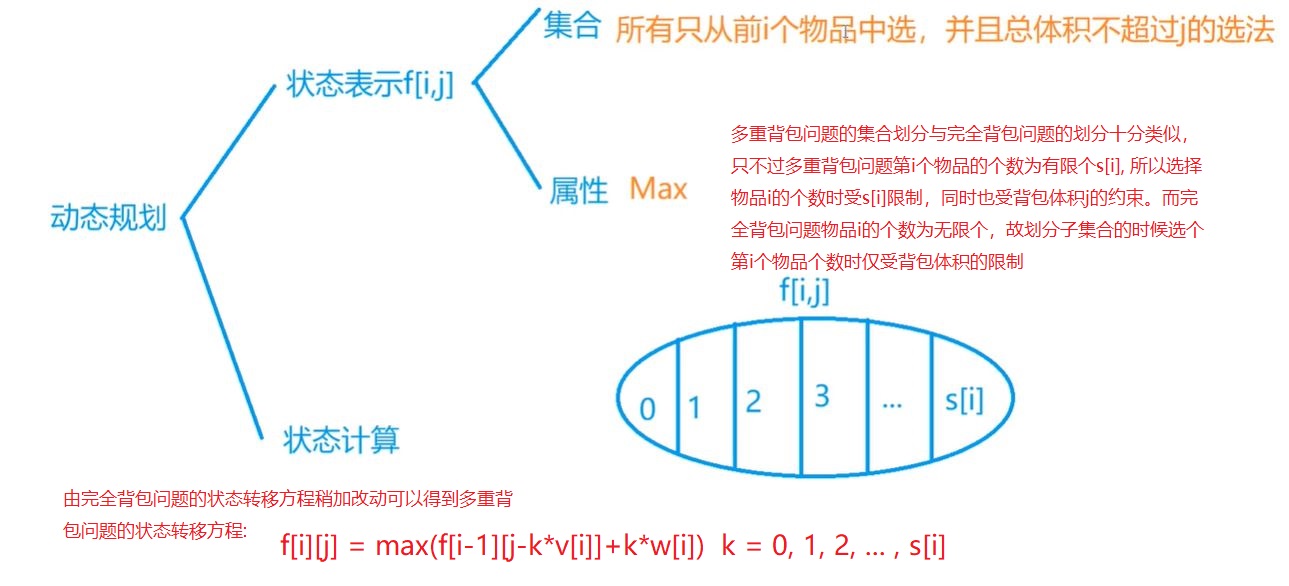 集合 所有只从前i个物品中选，并且总体积不超过j的选法
状态表示f[i,j]
多重背包问题的集合划分与完全背包问题的划分十分类似，
只不过多重背包问题第i个物品的个数为有限个s[i], 所以选择
物品i的个数时受s[i]限制，同时也受背包体积j的约束。而完
全背包问题物品i的个数为无限个，故划分子集合的时候选个
第i个物品个数时仅受背包体积的限制
属性 Max
动态规划
f[i,j]
0 1 2 3 ... s[i]
状态计算
由完全背包问题的状态转移方程稍加改动可以得到多重背
包问题的状态转移方程:
f[i][j] = max(f[i-1][j-k*v[i]]+k*w[i]) k = 0, 1, 2, ... , s[i]